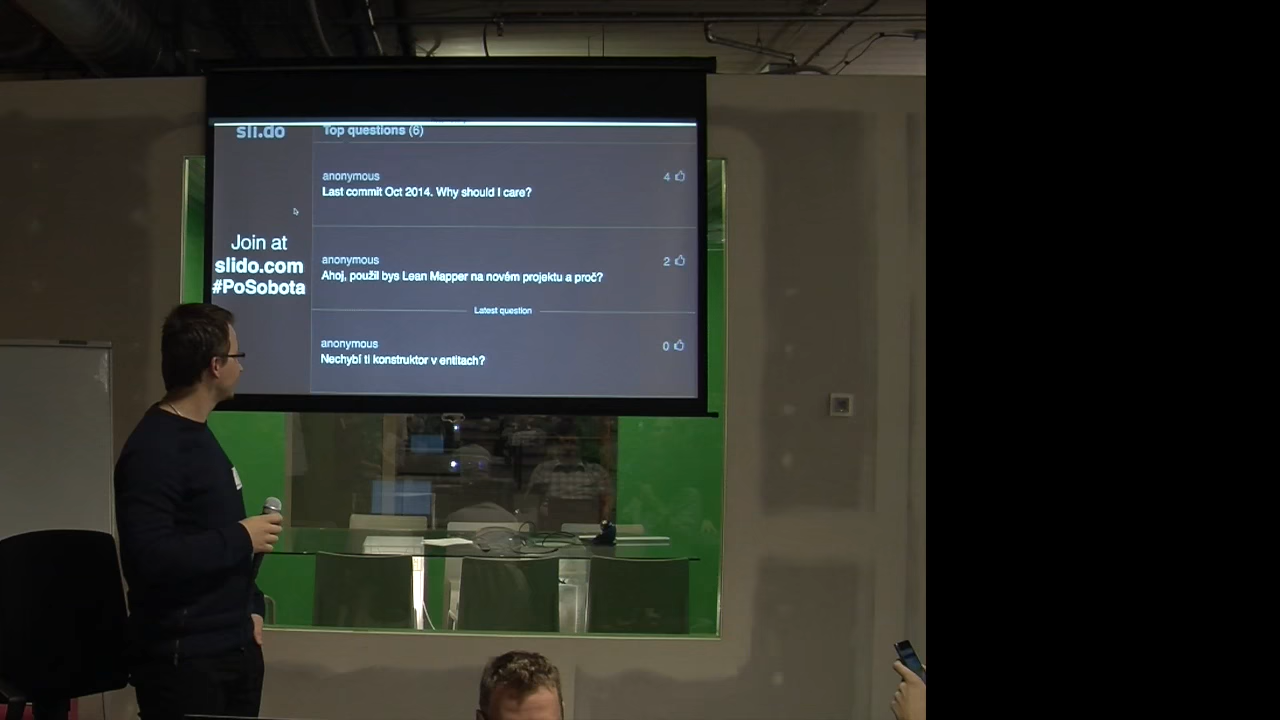 sli.do
Join at
slido.com
#PoSobota
Top questions (6)
anonymous
4
Last commit Oct 2014. Why should I care?
anonymous
2
Ahoj, použil bys Lean Mapper na novém projektu a proč?
Latest question
anonymous
0
Nechybí ti konstruktor v entitach?